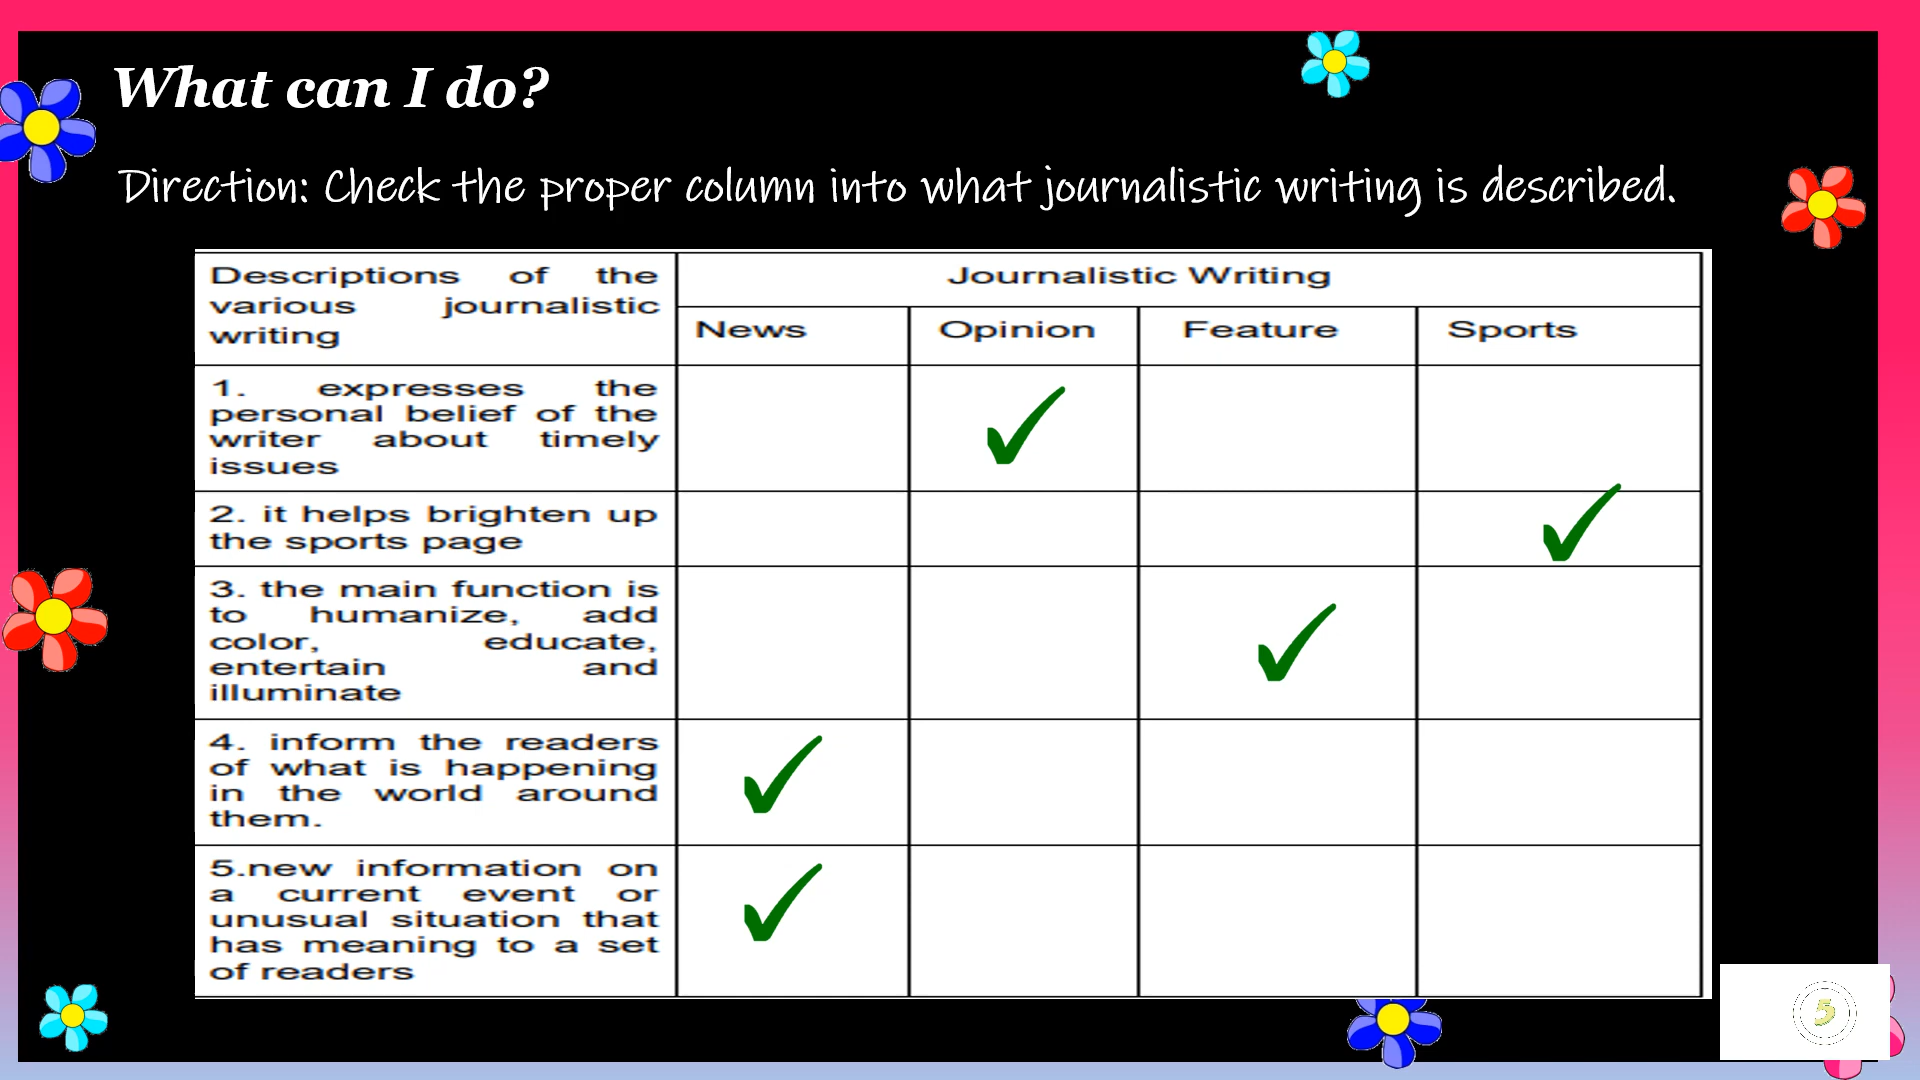 What can I do?
Direction: Check the proper column into what journalistic writing is described.
Descriptions of the
various journalistic
writing
Journalistic Writing
News Opinion Feature Sports
1. expresses the
personal belief of the
writer about timely
issues
2. it helps brighten up
the sports page
3. the main function is
to humanize, add
color, educate,
entertain and
illuminate
4. inform the readers
of what is happening
in the world around
them.
5.new information on
a current event or
unusual situation that
has meaning to a set
of readers
5